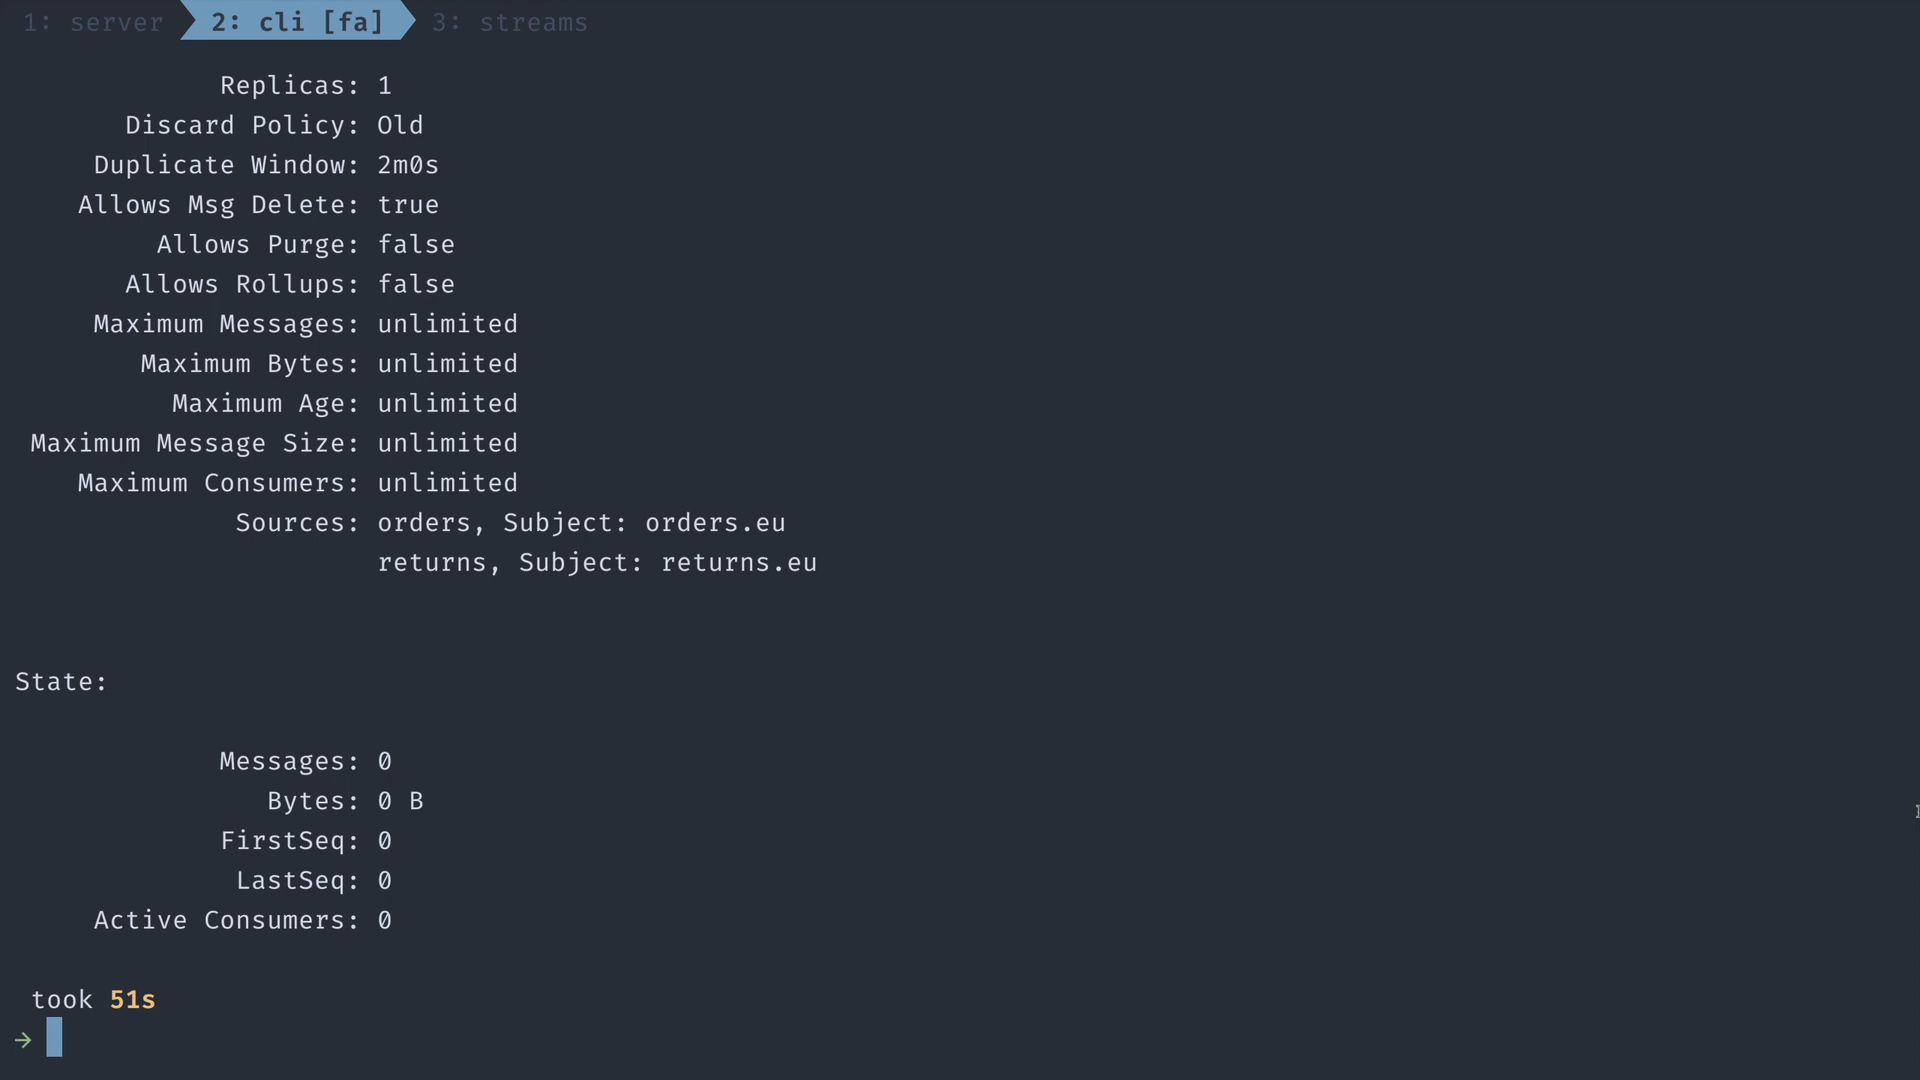 1: server 2: cli [fa] 3: streams
Replicas: 1
Discard Policy: Old
Duplicate Window: 2m0s
Allows Msg Delete: true
Allows Purge: false
Allows Rollups: false
Maximum Messages: unlimited
Maximum Bytes: unlimited
Maximum Age: unlimited
Maximum Message Size: unlimited
Maximum Consumers: unlimited
Sources: orders, Subject: orders.eu
returns, Subject: returns.eu
State:
Messages: 0
Bytes: 0 B
FirstSeq: 0
LastSeq: 0
Active Consumers: 0
took 51s
→